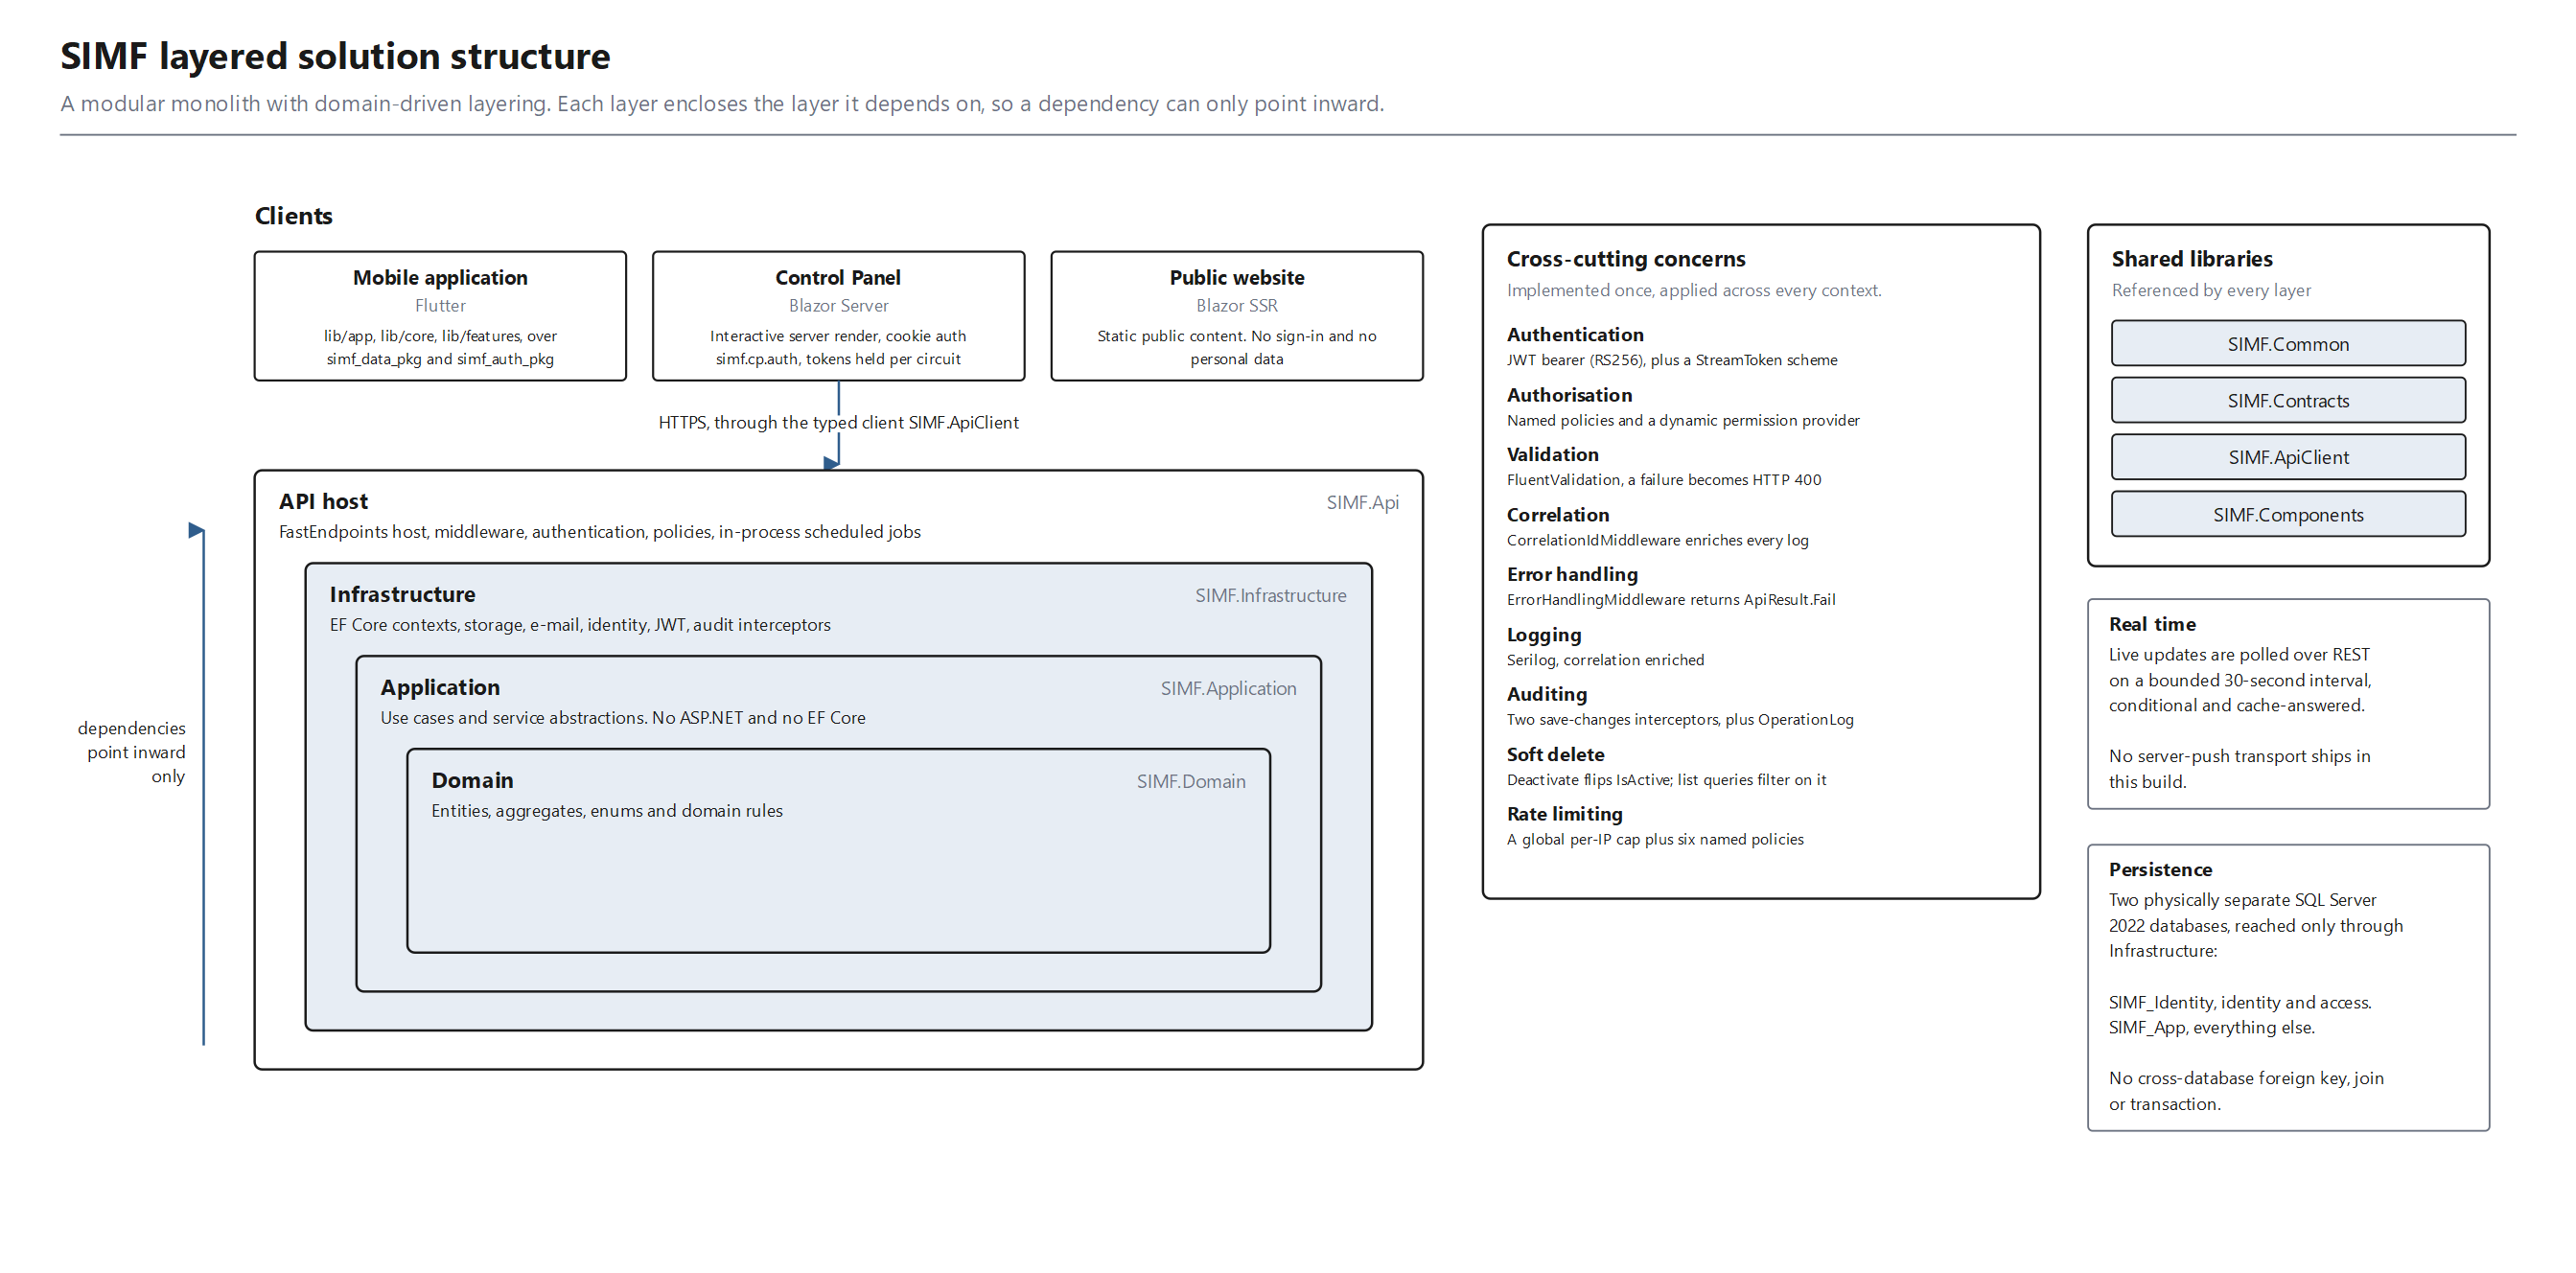 SIMF layered solution structure
A modular monolith with domain-driven layering. Each layer encloses the layer it depends on, so a dependency can only point inward.
Clients
Mobile application
Flutter
lib/app, lib/core, lib/features, over
simf_data_pkg and simf_auth_pkg
Control Panel
Blazor Server
Interactive server render, cookie auth
simf.cp.auth, tokens held per circuit
Public website
Blazor SSR
Static public content. No sign-in and no
personal data
HTTPS, through the typed client SIMF.ApiClient
API host
SIMF.Api
FastEndpoints host, middleware, authentication, policies, in-process scheduled jobs
Infrastructure
SIMF.Infrastructure
EF Core contexts, storage, e-mail, identity, JWT, audit interceptors
Application
SIMF.Application
Use cases and service abstractions. No ASP.NET and no EF Core
Domain
SIMF.Domain
Entities, aggregates, enums and domain rules
dependencies
point inward
only
Cross-cutting concerns
Implemented once, applied across every context.
Authentication
JWT bearer (RS256), plus a StreamToken scheme
Authorisation
Named policies and a dynamic permission provider
Validation
FluentValidation, a failure becomes HTTP 400
Correlation
CorrelationIdMiddleware enriches every log
Error handling
ErrorHandlingMiddleware returns ApiResult.Fail
Logging
Serilog, correlation enriched
Auditing
Two save-changes interceptors, plus OperationLog
Soft delete
Deactivate flips IsActive; list queries filter on it
Rate limiting
A global per-IP cap plus six named policies
Shared libraries
Referenced by every layer
SIMF.Common
SIMF.Contracts
SIMF.ApiClient
SIMF.Components
Real time
Live updates are polled over REST
on a bounded 30-second interval,
conditional and cache-answered.
No server-push transport ships in
this build.
Persistence
Two physically separate SQL Server
2022 databases, reached only through
Infrastructure:
SIMF_Identity, identity and access.
SIMF_App, everything else.
No cross-database foreign key, join
or transaction.